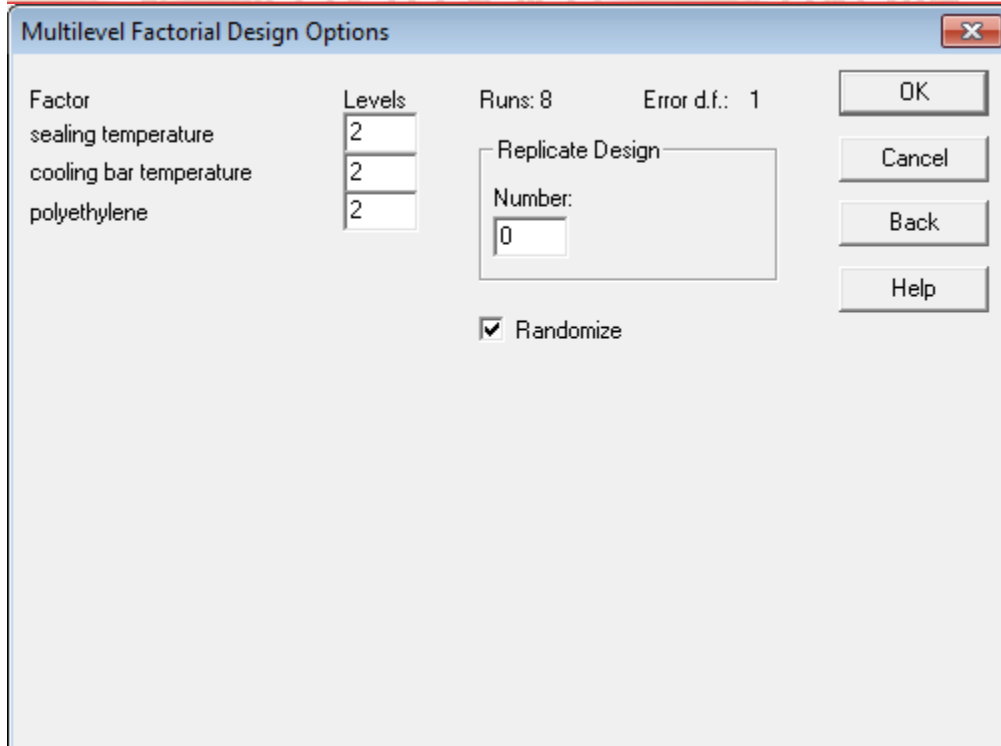 Multilevel Factorial Design Options
Factor Levels Runs: 8 Error d.f.: 1
sealing temperature 2
cooling bar temperature 2
polyethylene 2
Replicate Design
Number:
0
Randomize
OK
Cancel
Back
Help